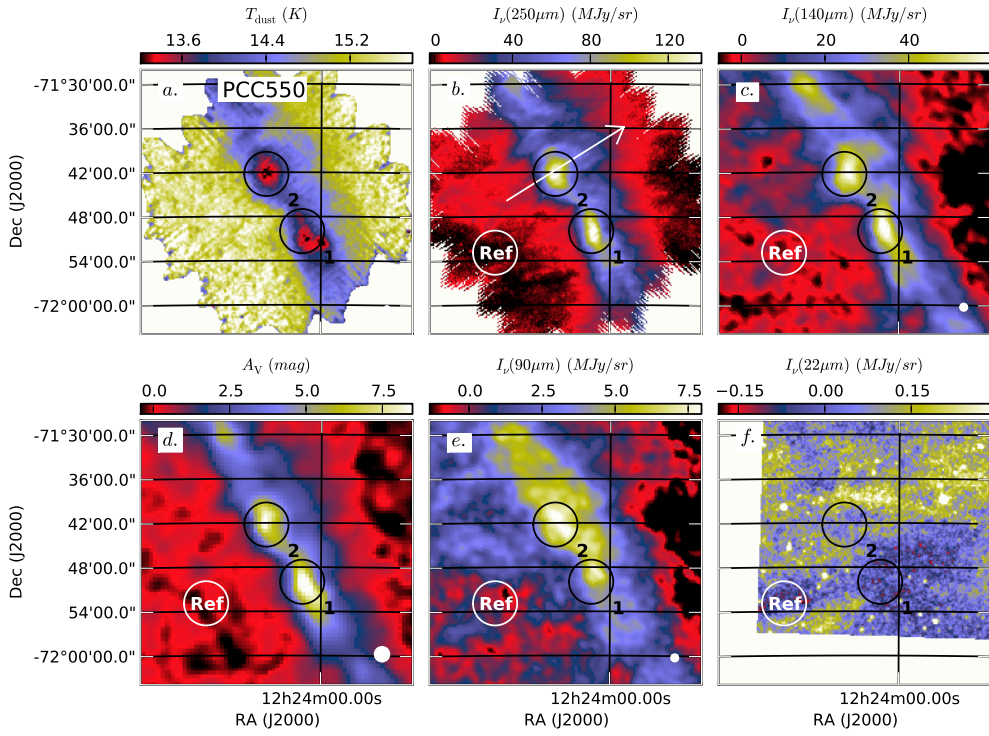 T_dust (K)
I_ν(250μm) (MJy/sr)
I_ν(140μm) (MJy/sr)
13.6 14.4 15.2
0 40 80 120
0 20 40
-71°30'00.0"
36'00.0"
42'00.0"
48'00.0"
54'00.0"
-72°00'00.0"
Dec (J2000)
a.
PCC550
2
1
b.
2
1
Ref
c.
2
1
Ref
A_V (mag)
I_ν(90μm) (MJy/sr)
I_ν(22μm) (MJy/sr)
0.0 2.5 5.0 7.5
0.0 2.5 5.0 7.5
−0.15 0.00 0.15
-71°30'00.0"
36'00.0"
42'00.0"
48'00.0"
54'00.0"
-72°00'00.0"
Dec (J2000)
d.
2
1
Ref
e.
2
1
Ref
f.
2
1
Ref
12h24m00.00s
12h24m00.00s
12h24m00.00s
RA (J2000)
RA (J2000)
RA (J2000)